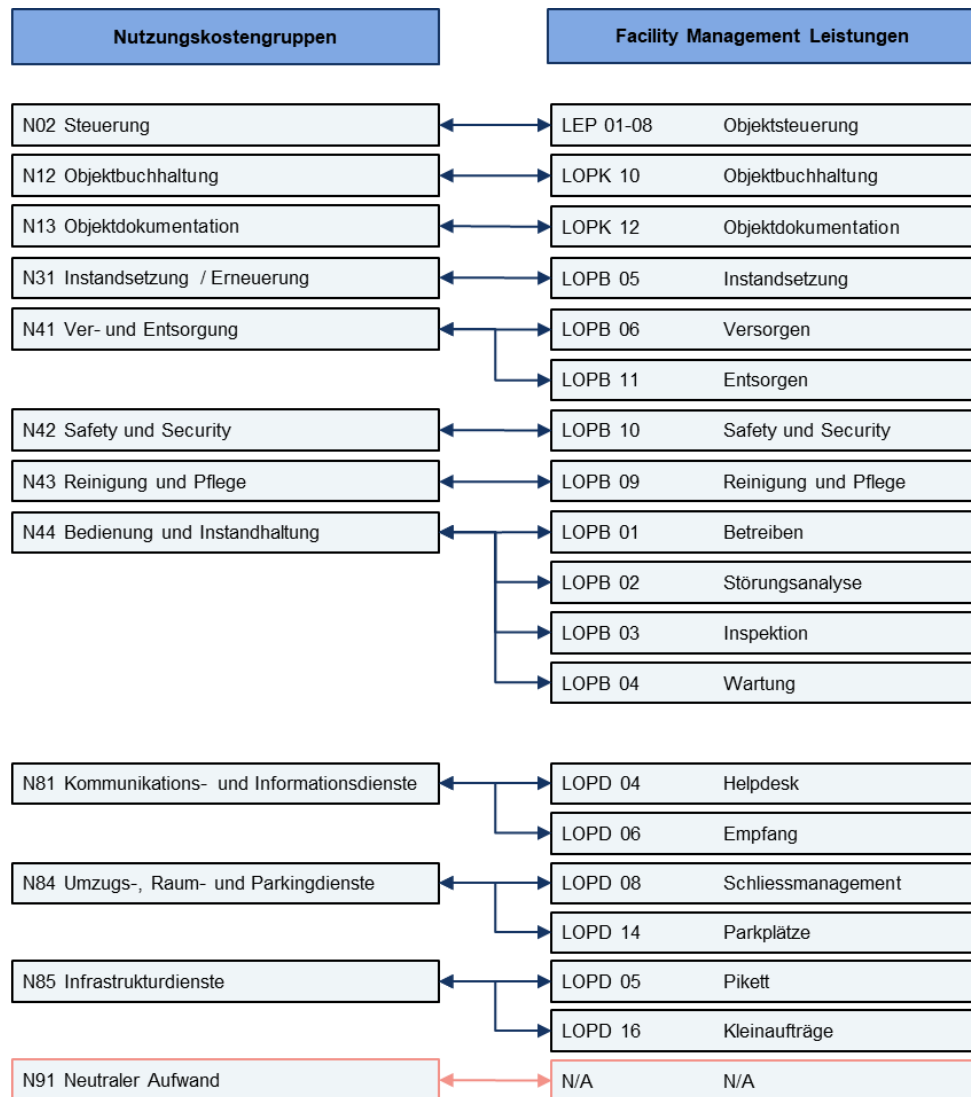 Nutzungskostengruppen Facility Management Leistungen
N02 Steuerung LEP 01-08 Objektsteuerung
N12 Objektbuchhaltung LOPK 10 Objektbuchhaltung
N13 Objektdokumentation LOPK 12 Objektdokumentation
N31 Instandsetzung / Erneuerung LOPB 05 Instandsetzung
N41 Ver- und Entsorgung LOPB 06 Versorgen
LOPB 11 Entsorgen
N42 Safety und Security LOPB 10 Safety und Security
N43 Reinigung und Pflege LOPB 09 Reinigung und Pflege
N44 Bedienung und Instandhaltung LOPB 01 Betreiben
LOPB 02 Störungsanalyse
LOPB 03 Inspektion
LOPB 04 Wartung
N81 Kommunikations- und Informationsdienste LOPD 04 Helpdesk
LOPD 06 Empfang
N84 Umzugs-, Raum- und Parkingdienste LOPD 08 Schliessmanagement
LOPD 14 Parkplätze
N85 Infrastrukturdienste LOPD 05 Pikett
LOPD 16 Kleinaufträge
N91 Neutraler Aufwand N/A N/A